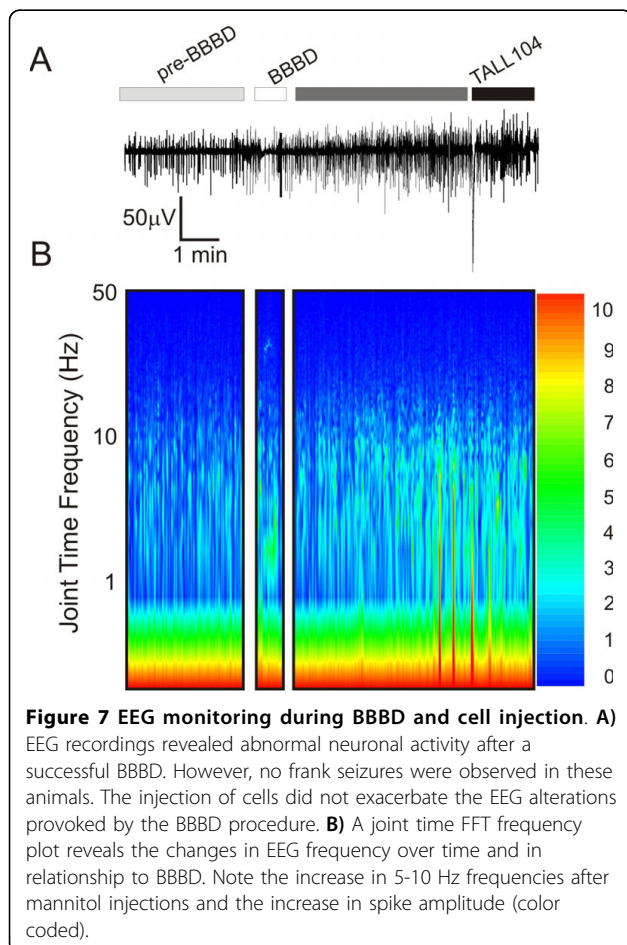 A
pre-BBBD
BBBD
TALL104
50µV
1 min
B
Joint Time Frequency (Hz)
50
10
1
10
9
8
7
6
5
4
3
2
1
0
Figure 7 EEG monitoring during BBBD and cell injection. A)
EEG recordings revealed abnormal neuronal activity after a
successful BBBD. However, no frank seizures were observed in these
animals. The injection of cells did not exacerbate the EEG alterations
provoked by the BBBD procedure. B) A joint time FFT frequency
plot reveals the changes in EEG frequency over time and in
relationship to BBBD. Note the increase in 5-10 Hz frequencies after
mannitol injections and the increase in spike amplitude (color
coded).